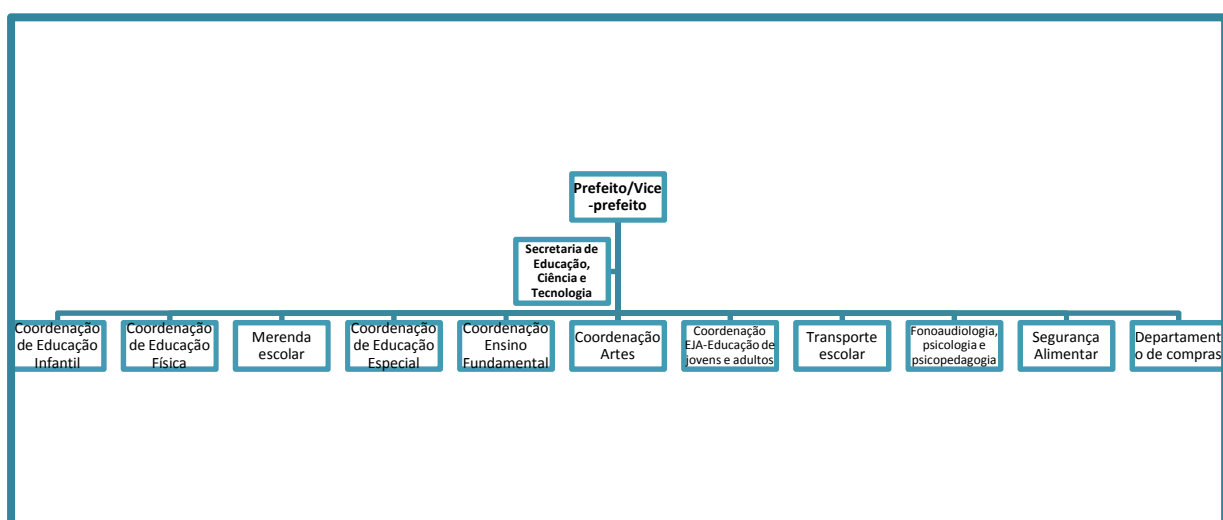 Prefeito/Vice
-prefeito
Secretaria de
Educação,
Ciência e
Tecnologia
Coordenação
de Educação
Infantil
Coordenação
de Educação
Física
Merenda
escolar
Coordenação
de Educação
Especial
Coordenação
Ensino
Fundamental
Coordenação
Artes
Coordenação
EJA-Educação de
jovens e adultos
Transporte
escolar
Fonoaudiologia,
psicologia e
psicopedagogia
Segurança
Alimentar
Departament
o de compras